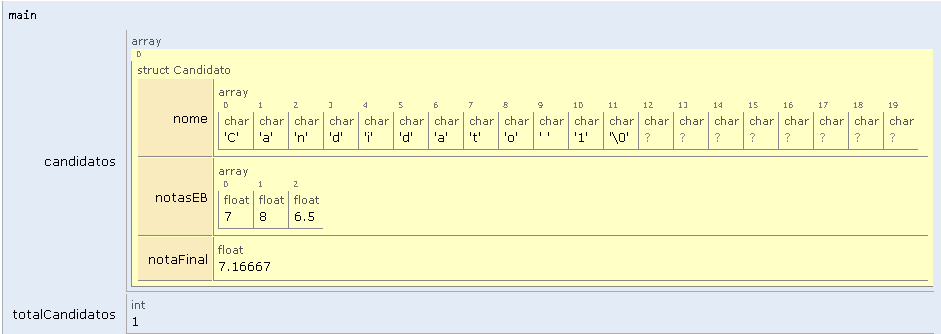 main
array
0
struct Candidato
array
0 1 2 3 4 5 6 7 8 9 10 11 12 13 14 15 16 17 18 19
nome char char char char char char char char char char char char char char char char char char char char
'C' 'a' 'n' 'd' 'i' 'd' 'a' 't' 'o' ' ' '1' '\0' ? ? ? ? ? ? ? ?
candidatos
array
0 1 2
notasEB float float float
7 8 6.5
float
notaFinal
7.16667
int
totalCandidatos
1